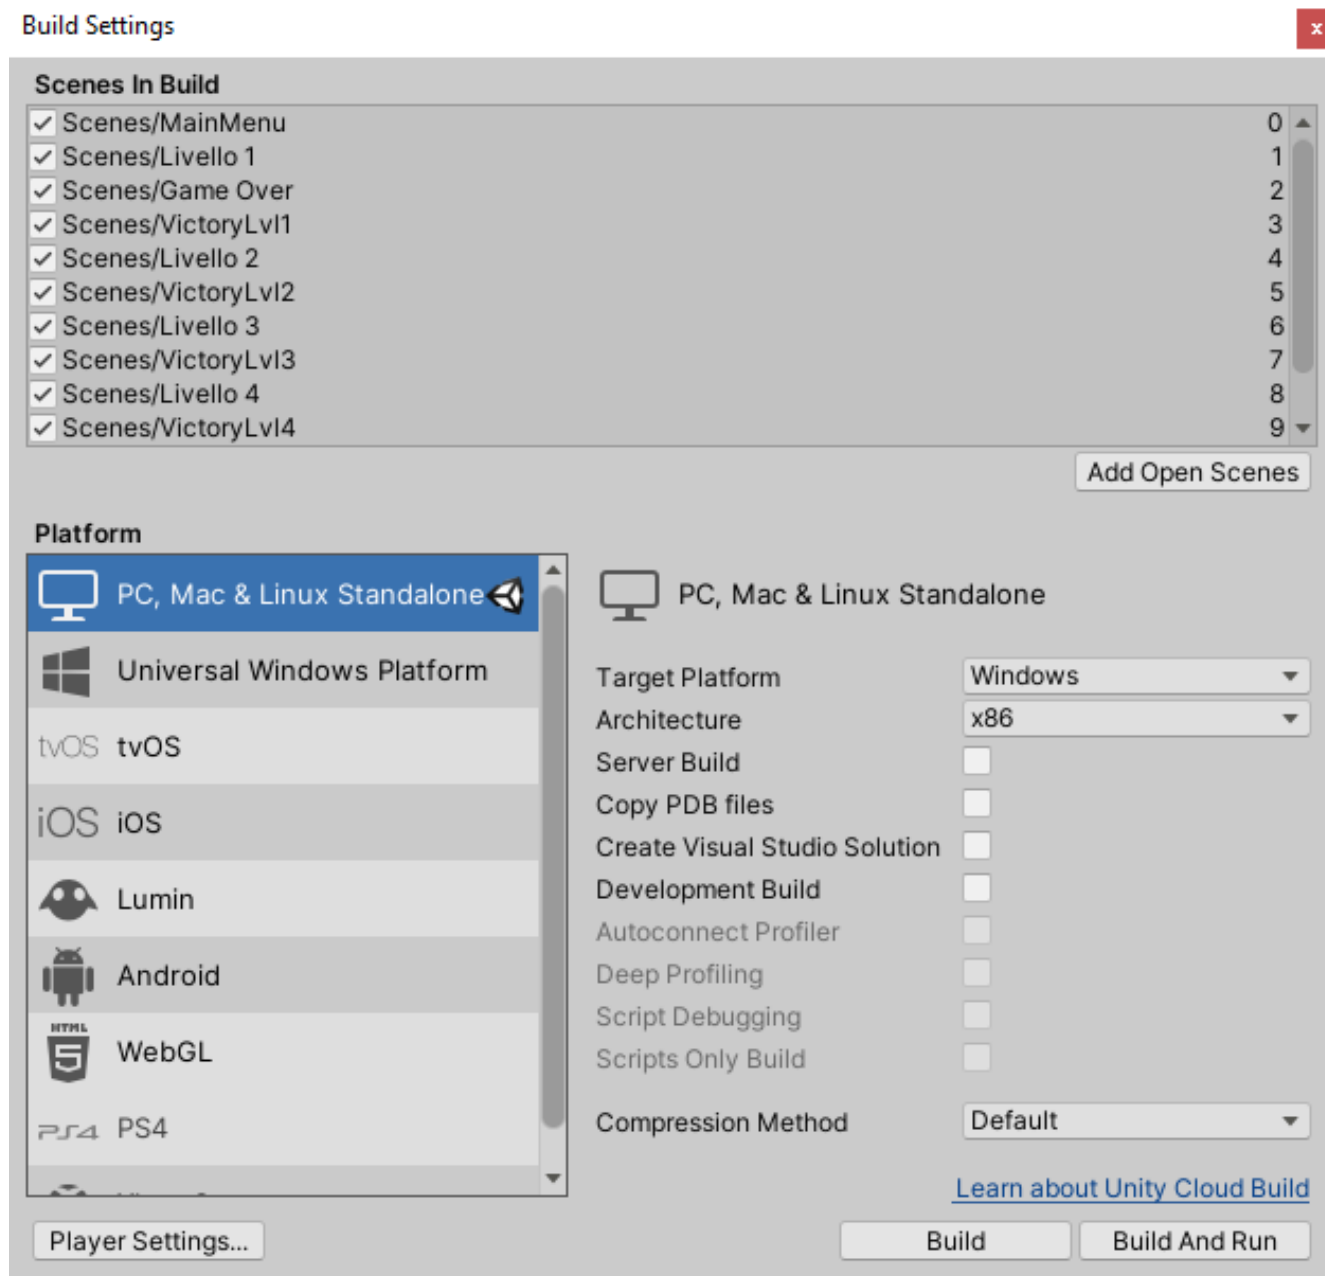 Build Settings
x
Scenes In Build
Scenes/MainMenu 0
Scenes/Livello 1 1
Scenes/Game Over 2
Scenes/VictoryLvl1 3
Scenes/Livello 2 4
Scenes/VictoryLvl2 5
Scenes/Livello 3 6
Scenes/VictoryLvl3 7
Scenes/Livello 4 8
Scenes/VictoryLvl4 9
Add Open Scenes
Platform
PC, Mac & Linux Standalone
Universal Windows Platform
tvOS tvOS
iOS iOS
Lumin
Android
HTML 5 WebGL
PS4 PS4
PC, Mac & Linux Standalone
Target Platform Windows
Architecture x86
Server Build
Copy PDB files
Create Visual Studio Solution
Development Build
Autoconnect Profiler
Deep Profiling
Script Debugging
Scripts Only Build
Compression Method Default
Learn about Unity Cloud Build
Player Settings...
Build
Build And Run